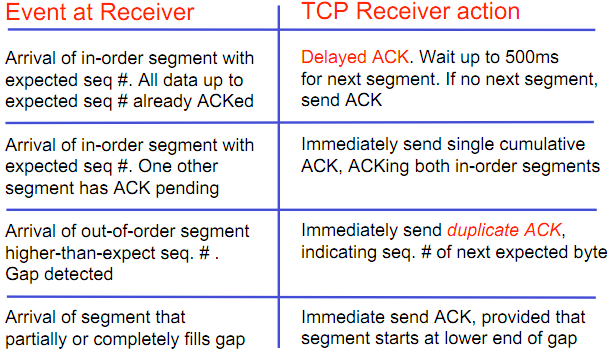 Event at Receiver
TCP Receiver action
Arrival of in-order segment with
expected seq #. All data up to
expected seq # already ACKed
Delayed ACK. Wait up to 500ms
for next segment. If no next segment,
send ACK
Arrival of in-order segment with
expected seq #. One other
segment has ACK pending
Immediately send single cumulative
ACK, ACKing both in-order segments
Arrival of out-of-order segment
higher-than-expect seq. # .
Gap detected
Immediately send duplicate ACK,
indicating seq. # of next expected byte
Arrival of segment that
partially or completely fills gap
Immediate send ACK, provided that
segment starts at lower end of gap